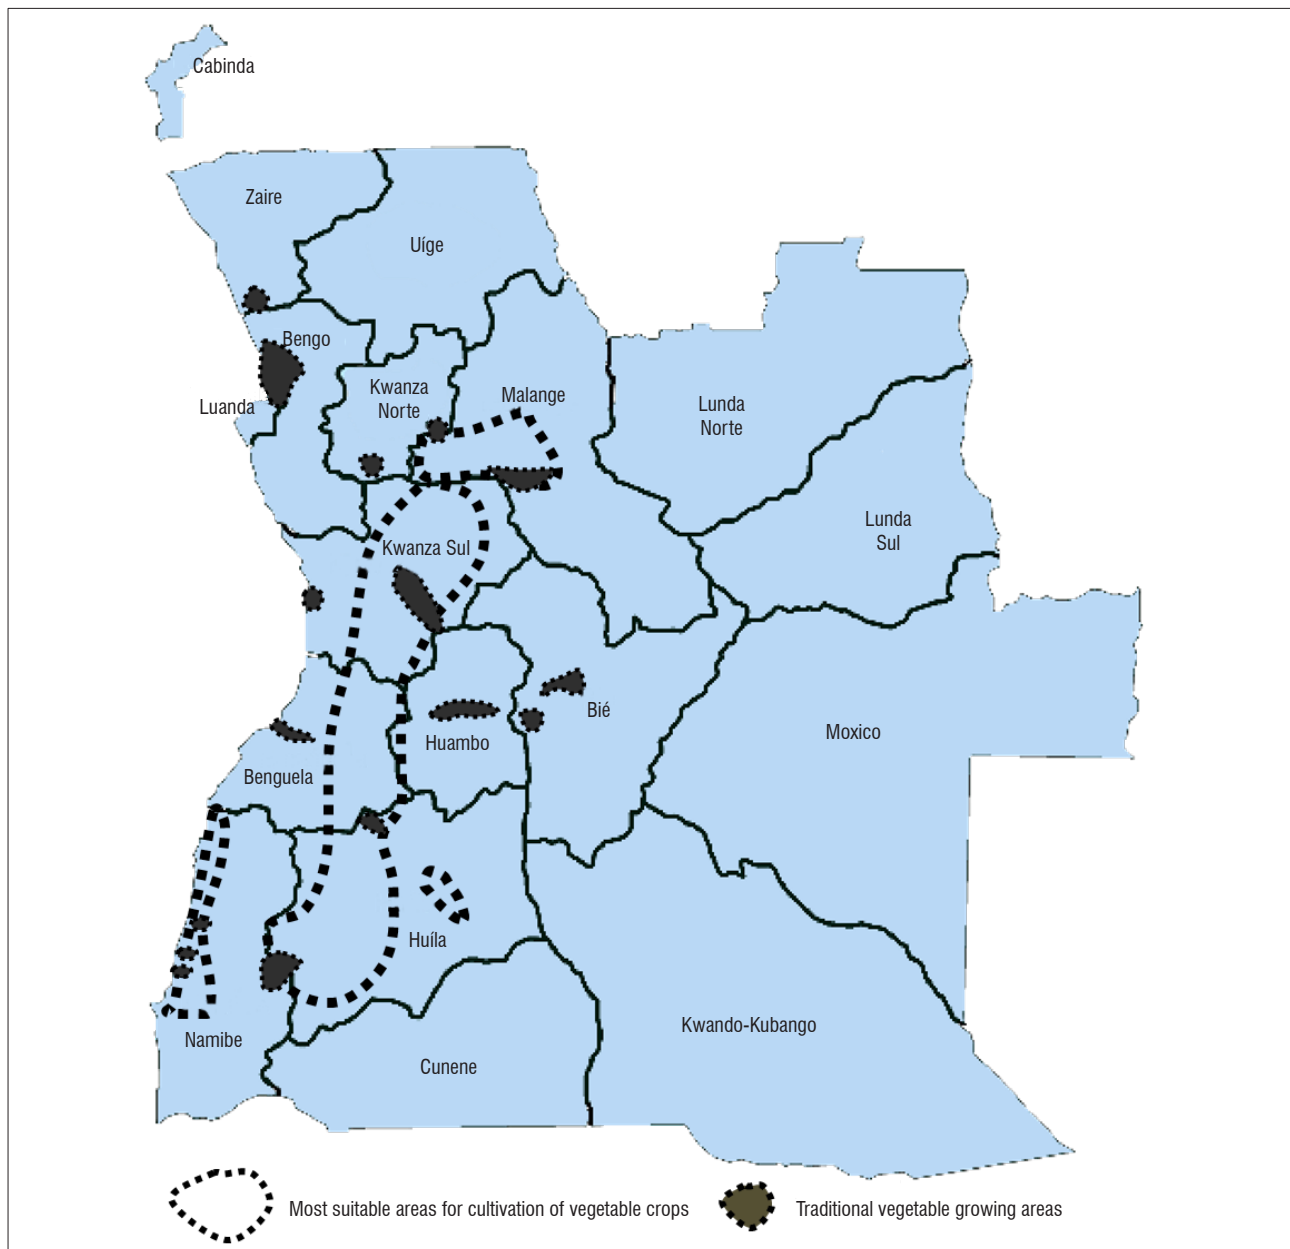 Cabinda
Zaire
Uíge
Bengo
Luanda
Kwanza
Norte
Malange
Lunda
Norte
Lunda
Sul
Kwanza Sul
Bié
Huambo
Moxico
Benguela
Huíla
Namibe
Cunene
Kwando-Kubango
Most suitable areas for cultivation of vegetable crops
Traditional vegetable growing areas